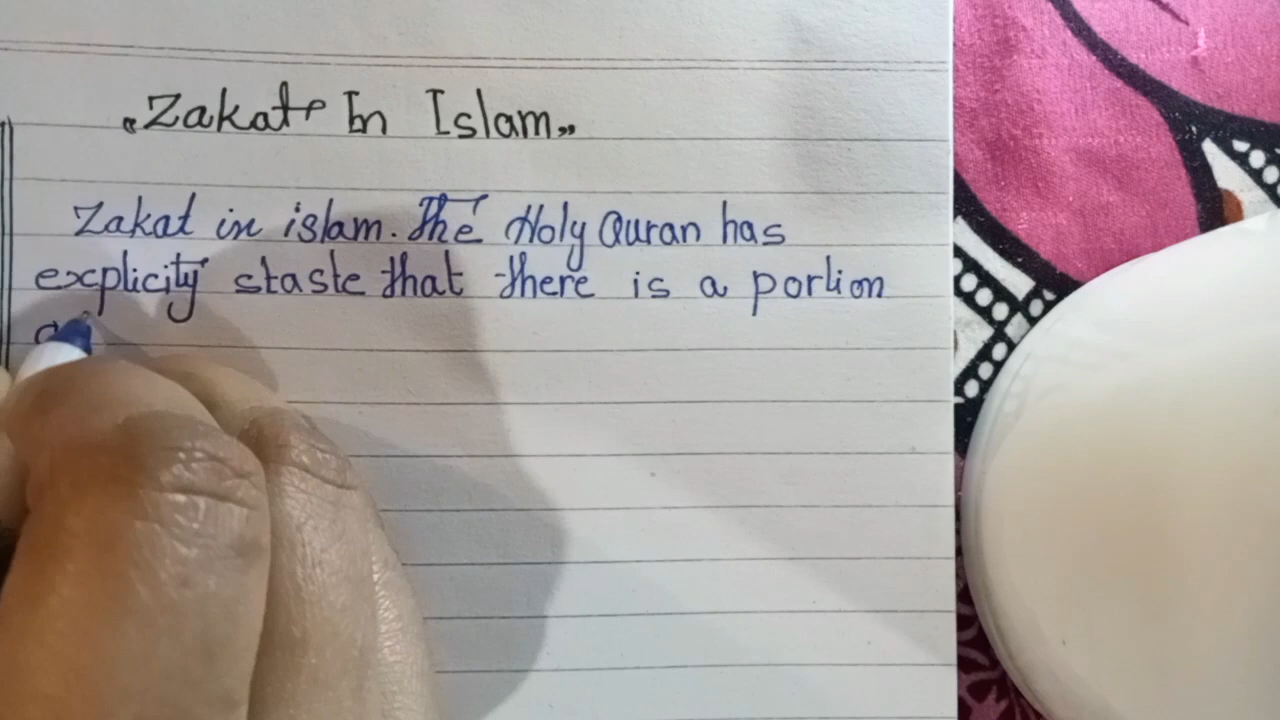 "Zakat In Islam"
Zakat in islam. The Holy Quran has
explicity staste that there is a portion